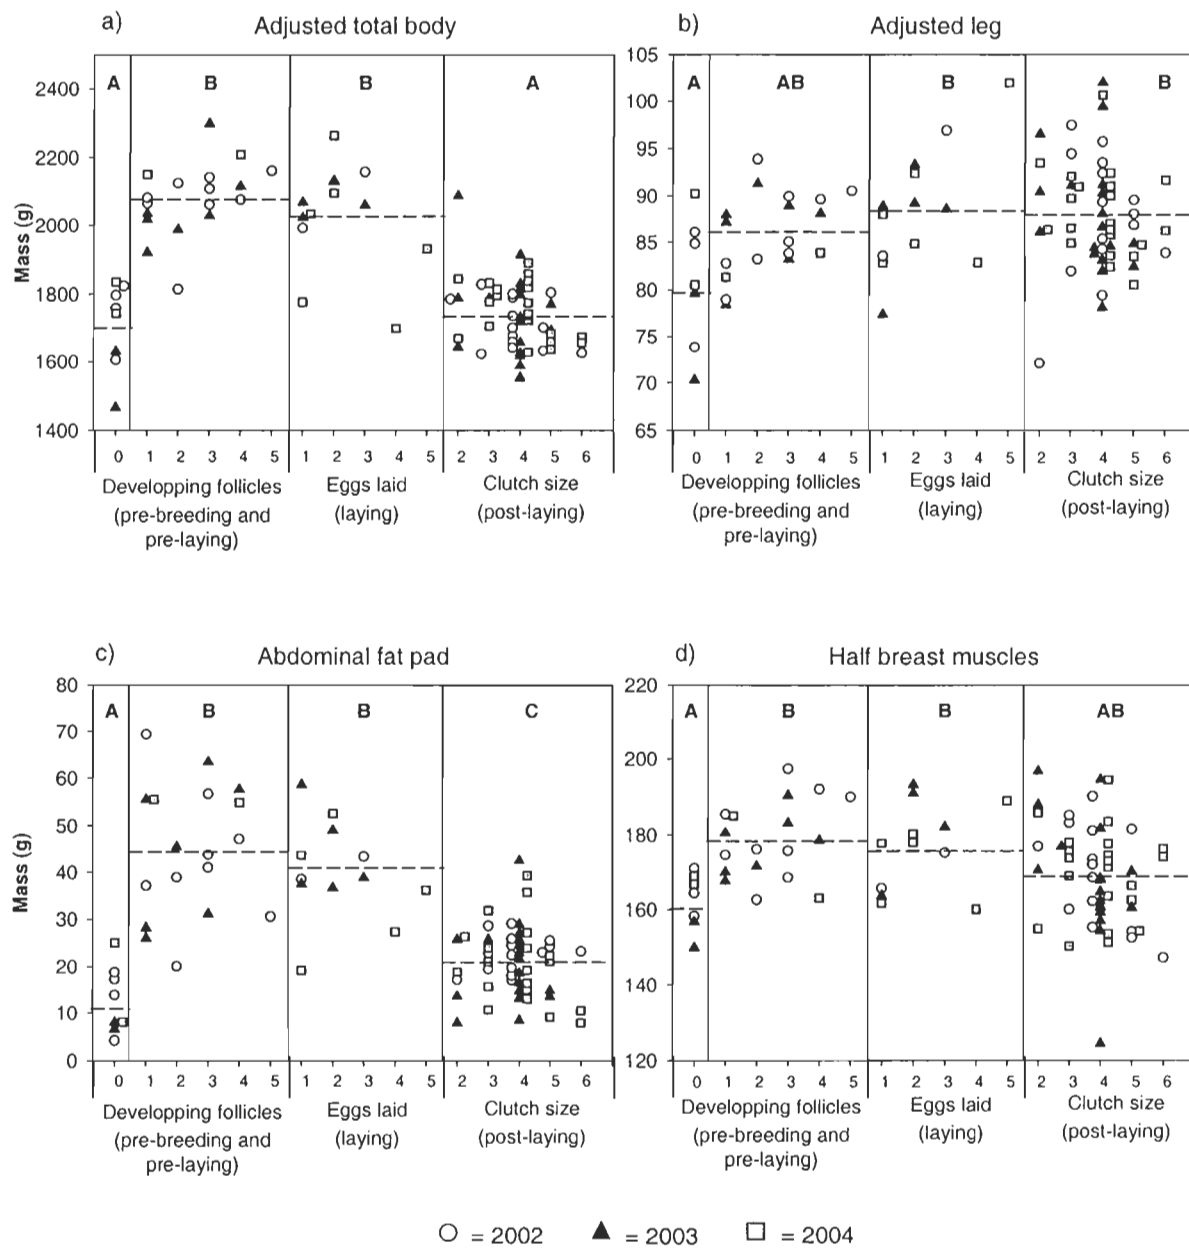 a) Adjusted total body
b) Adjusted leg
Mass (g)
2400
2200
2000
1800
1600
1400
A B B A
0 1 2 3 4 5 1 2 3 4 5 2 3 4 5 6
Developping follicles
(pre-breeding and
pre-laying)
Eggs laid
(laying)
Clutch size
(post-laying)
105
100
95
90
85
80
75
70
65
A AB B B
0 1 2 3 4 5 1 2 3 4 5 2 3 4 5 6
Developping follicles
(pre-breeding and
pre-laying)
Eggs laid
(laying)
Clutch size
(post-laying)
c) Abdominal fat pad
d) Half breast muscles
Mass (g)
80
70
60
50
40
30
20
10
0
A B B C
0 1 2 3 4 5 1 2 3 4 5 2 3 4 5 6
Developping follicles
(pre-breeding and
pre-laying)
Eggs laid
(laying)
Clutch size
(post-laying)
220
200
180
160
140
120
A B B AB
0 1 2 3 4 5 1 2 3 4 5 2 3 4 5 6
Developping follicles
(pre-breeding and
pre-laying)
Eggs laid
(laying)
Clutch size
(post-laying)
= 2002 = 2003 = 2004